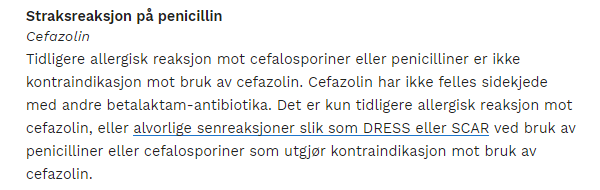 Straksreaksjon på penicillin
Cefazolin
Tidligere allergisk reaksjon mot cefalosporiner eller penicilliner er ikke
kontraindikasjon mot bruk av cefazolin. Cefazolin har ikke felles sidekjede
med andre betalaktam-antibiotika. Det er kun tidligere allergisk reaksjon mot
cefazolin, eller alvorlige senreaksjoner slik som DRESS eller SCAR ved bruk av
penicilliner eller cefalosporiner som utgjør kontraindikasjon mot bruk av
cefazolin.